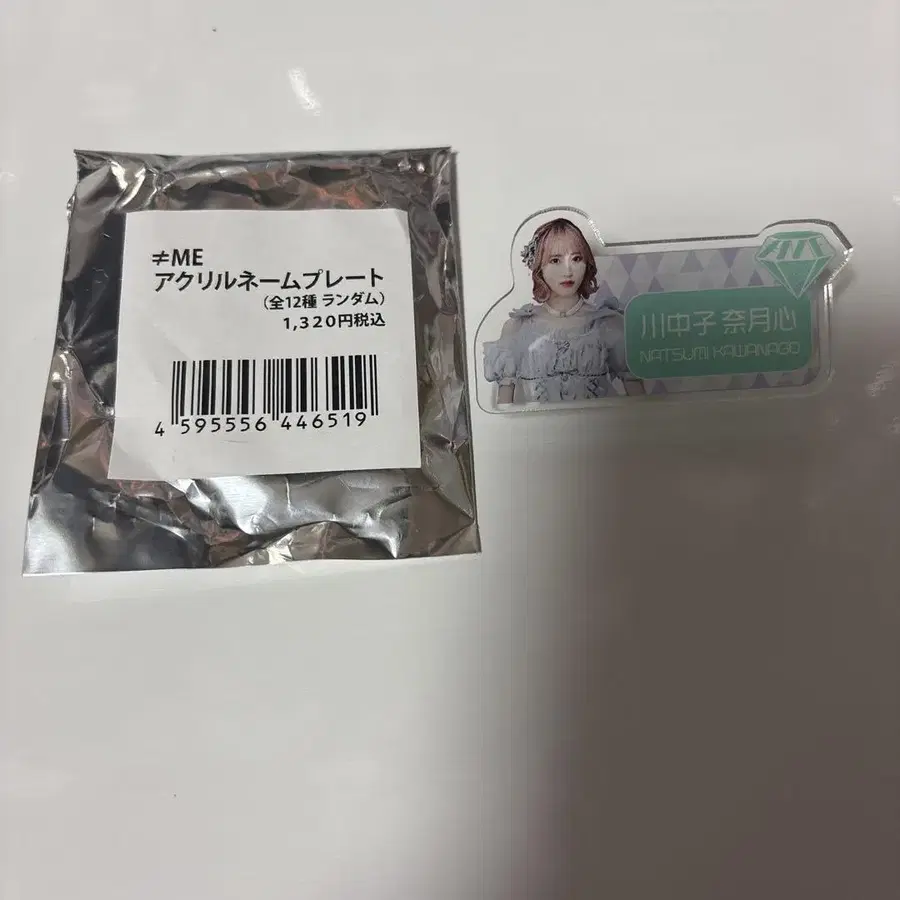 ≠ME
アクリルネームプレート
（全12種 ランダム）
1,320円税込
4 595556 446519
≠ME
川中子 奈月心
NATSUMI KAWANAGO